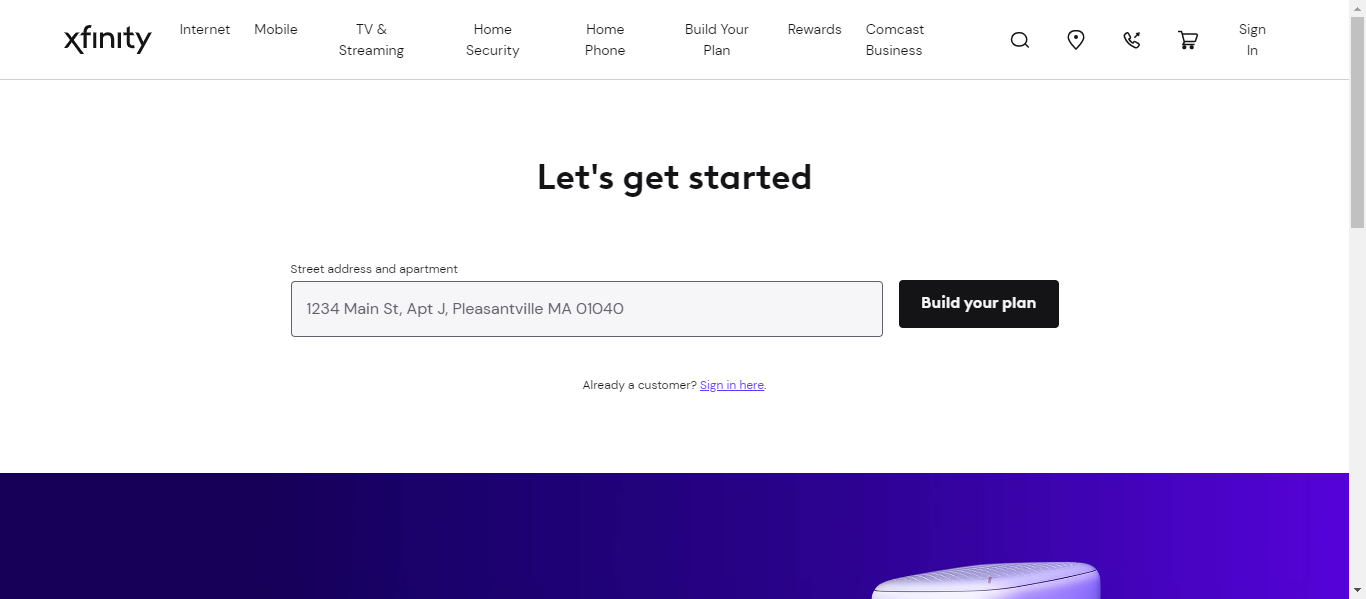 xfinity
Internet
Mobile
TV &
Streaming
Home
Security
Home
Phone
Build Your
Plan
Rewards
Comcast
Business
Sign
In
Let's get started
Street address and apartment
1234 Main St, Apt J, Pleasantville MA 01040
Build your plan
Already a customer? Sign in here.